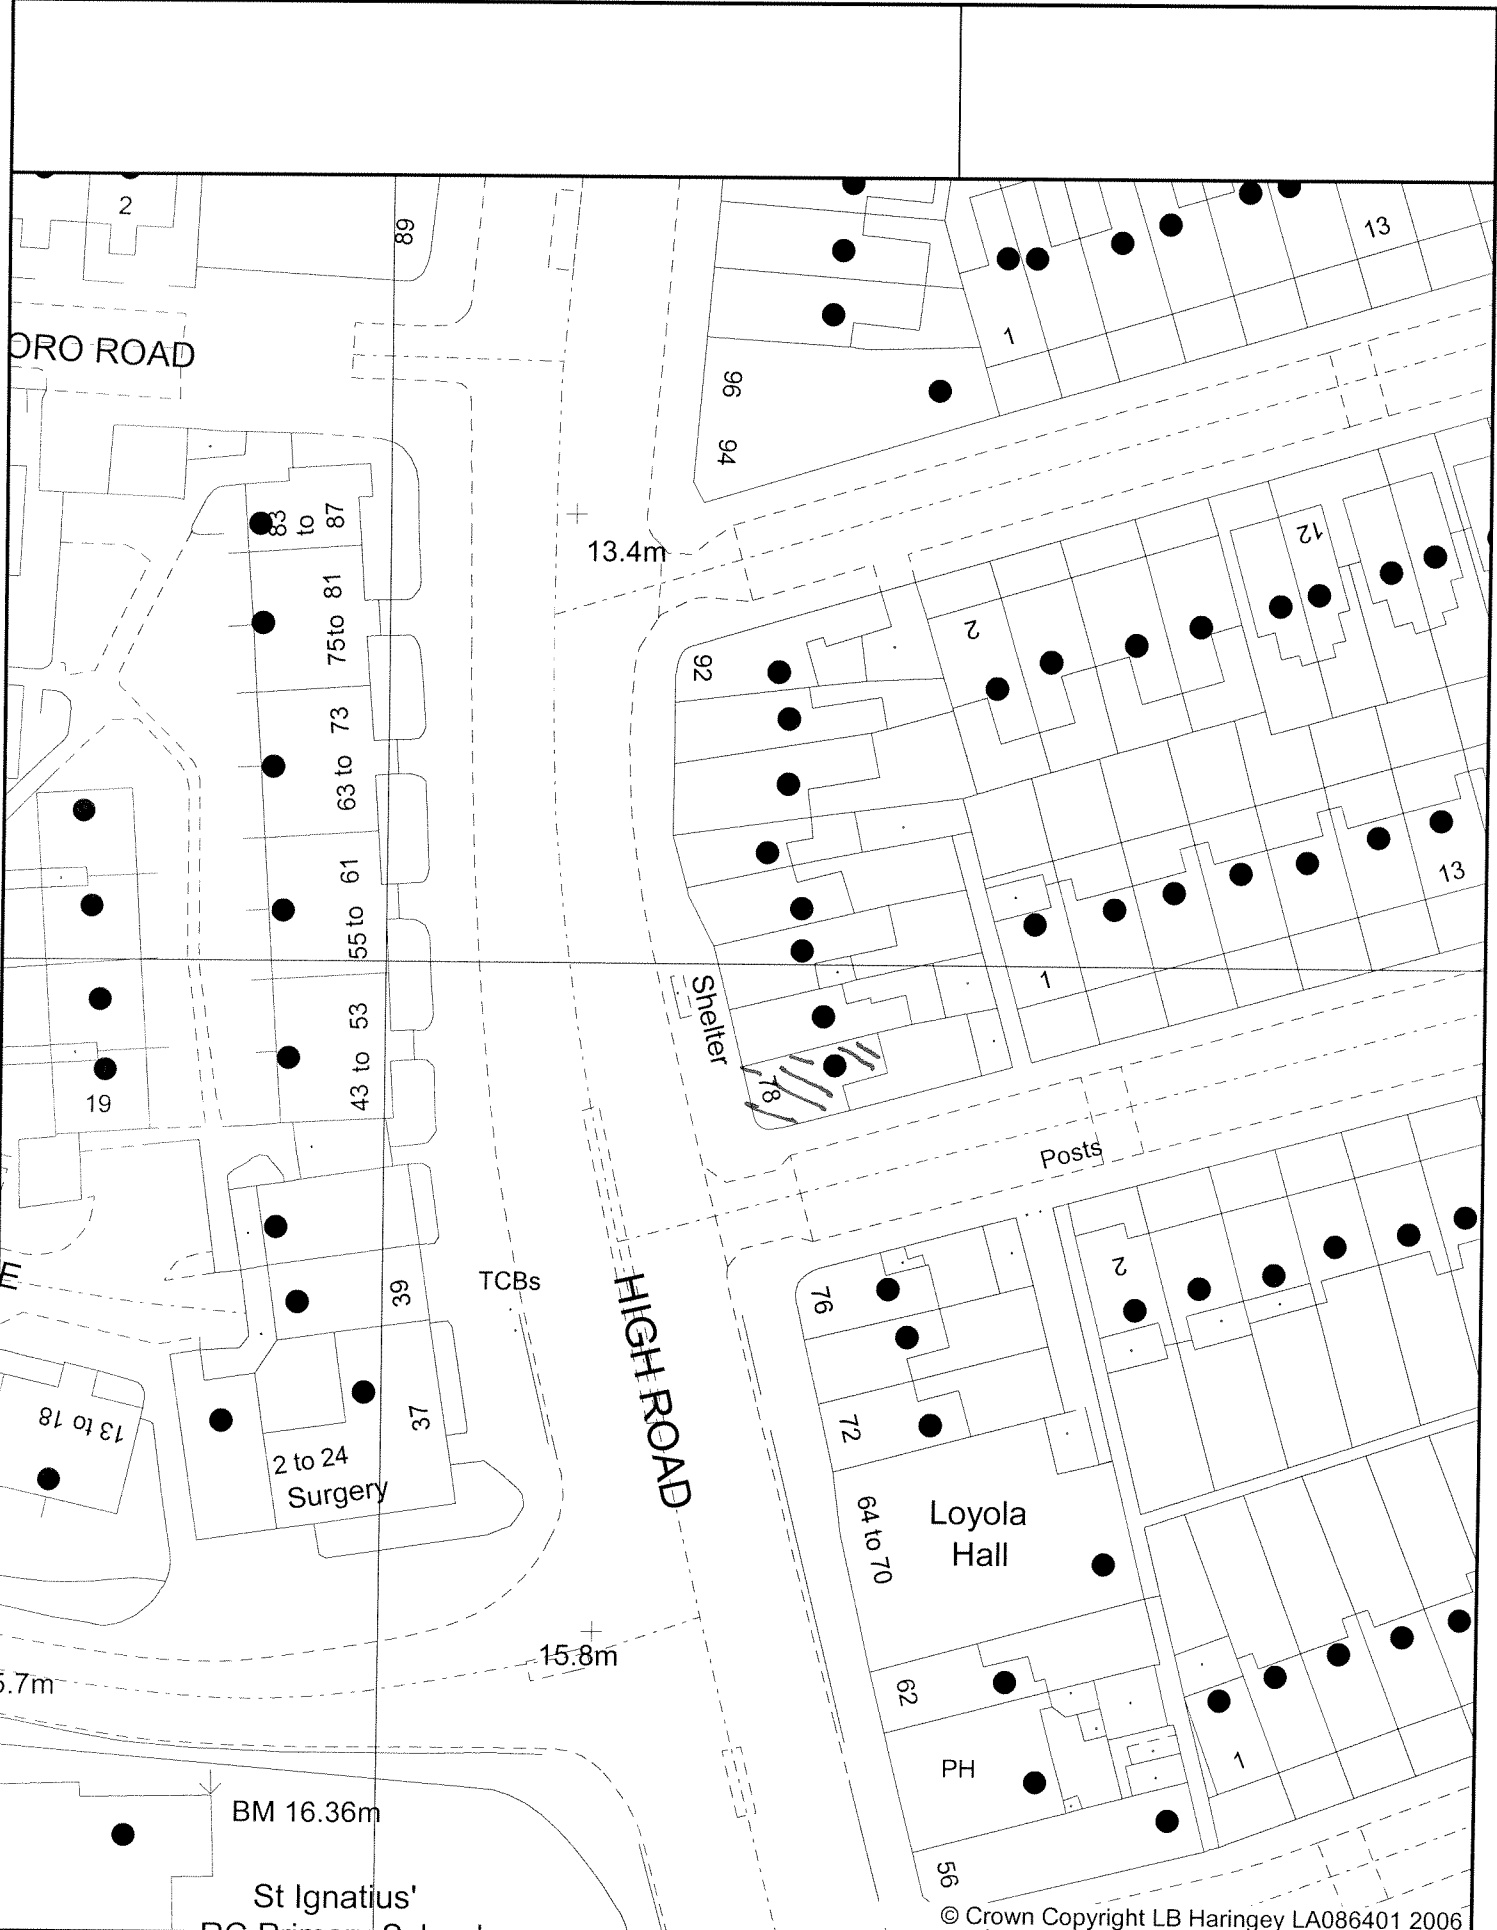 2
89
13
1
ORO ROAD
96
94
83
to
87
13.4m
12
75to 81
2
92
63 to 73
13
55 to 61
1
Shelter
43 to 53
78
19
Posts
E
2
TCBs
39
76
HIGH ROAD
13 to 18
37
72
2 to 24
Surgery
64 to 70
Loyola
Hall
15.8m
5.7m
62
1
PH
BM 16.36m
56
St Ignatius'
© Crown Copyright LB Haringey LA086401 2006